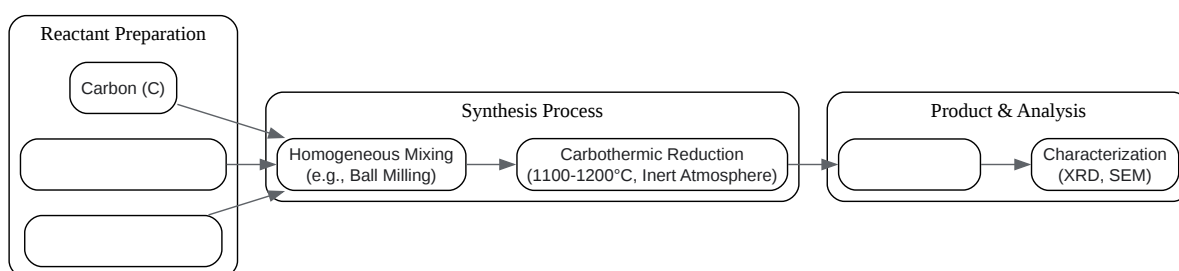 Reactant Preparation
Carbon (C)
Synthesis Process
Homogeneous Mixing
(e.g., Ball Milling)
Carbothermic Reduction
(1100-1200°C, Inert Atmosphere)
Product & Analysis
Characterization
(XRD, SEM)